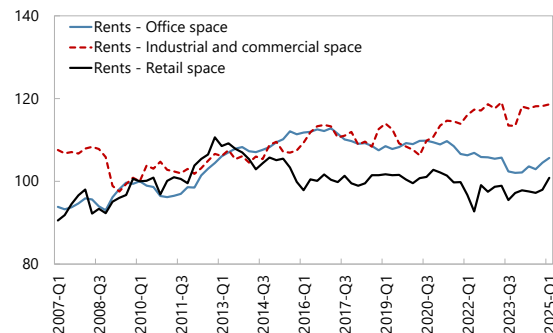 140
120
100
80
Rents - Office space
Rents - Industrial and commercial space
Rents - Retail space
2007-Q1
2008-Q3
2010-Q1
2011-Q3
2013-Q1
2014-Q3
2016-Q1
2017-Q3
2019-Q1
2020-Q3
2022-Q1
2023-Q3
2025-Q1